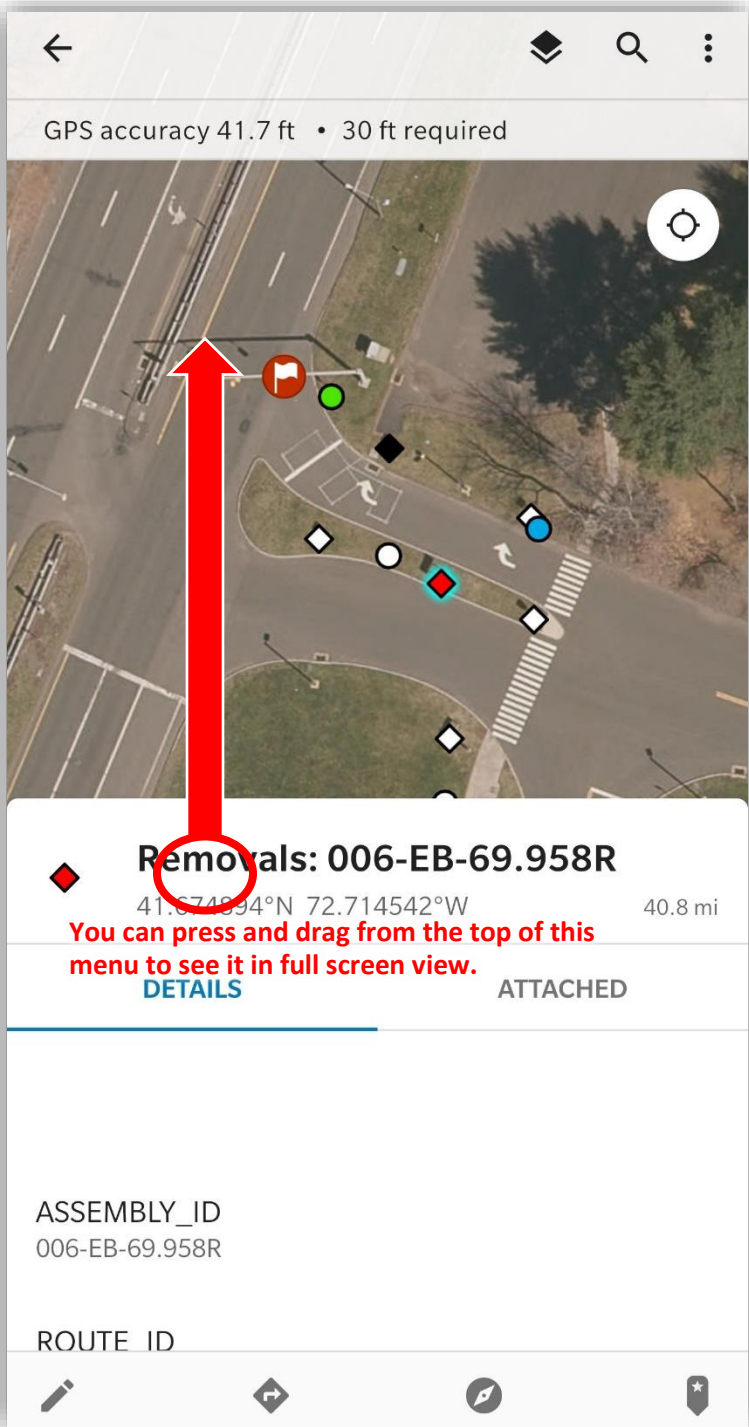 GPS accuracy 41.7 ft • 30 ft required
Removals: 006-EB-69.958R
41.674894°N 72.714542°W 40.8 mi
You can press and drag from the top of this
menu to see it in full screen view.
DETAILS ATTACHED
ASSEMBLY_ID
006-EB-69.958R
ROUTE_ID